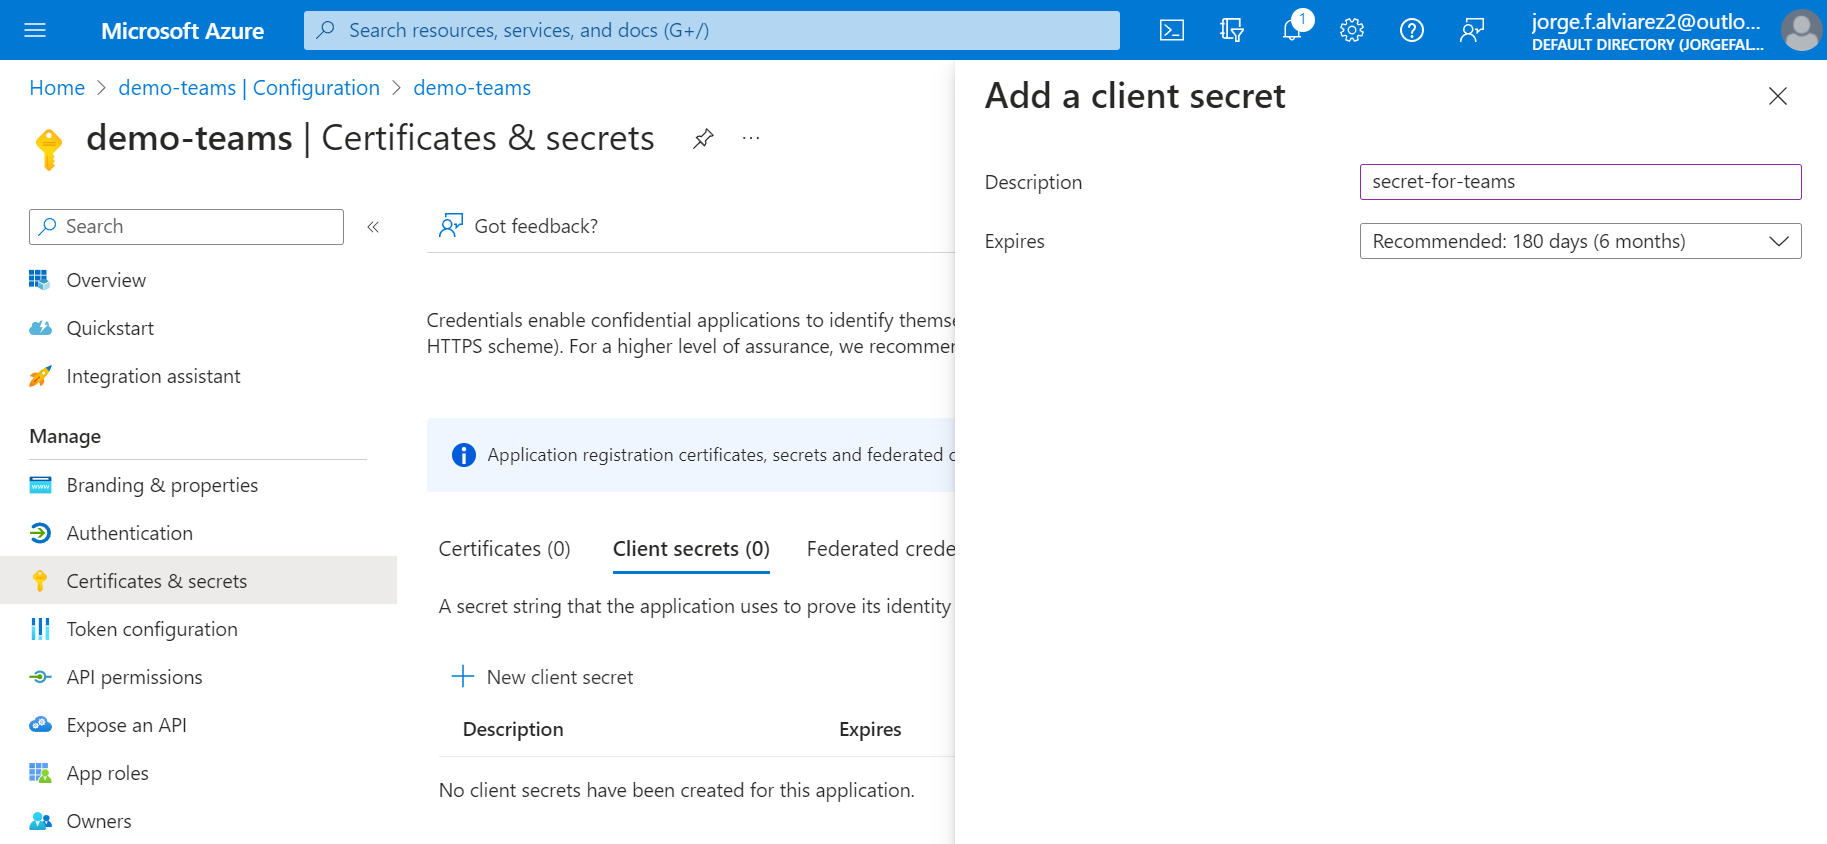 Microsoft Azure
Search resources, services, and docs (G+/)
1
jorge.f.alviarez2@outlo...
DEFAULT DIRECTORY (JORGEFAL...
Home > demo-teams | Configuration > demo-teams
demo-teams | Certificates & secrets
...
Search
«
Overview
Quickstart
Integration assistant
Manage
Branding & properties
Authentication
Certificates & secrets
Token configuration
API permissions
Expose an API
App roles
Owners
Got feedback?
Credentials enable confidential applications to identify
HTTPS scheme). For a higher level of assurance, we
Application registration certificates, secrets and federated
Certificates (0) Client secrets (0) Federated
A secret string that the application uses to prove its identity
New client secret
Description Expires
No client secrets have been created for this application.
Add a client secret
Description
secret-for-teams
Expires
Recommended: 180 days (6 months)